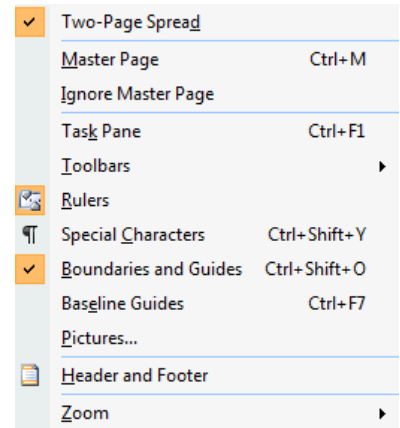 Two-Page Spread
Master Page Ctrl+M
Ignore Master Page
Task Pane Ctrl+F1
Toolbars
Rulers
¶ Special Characters Ctrl+Shift+Y
Boundaries and Guides Ctrl+Shift+O
Baseline Guides Ctrl+F7
Pictures...
Header and Footer
Zoom